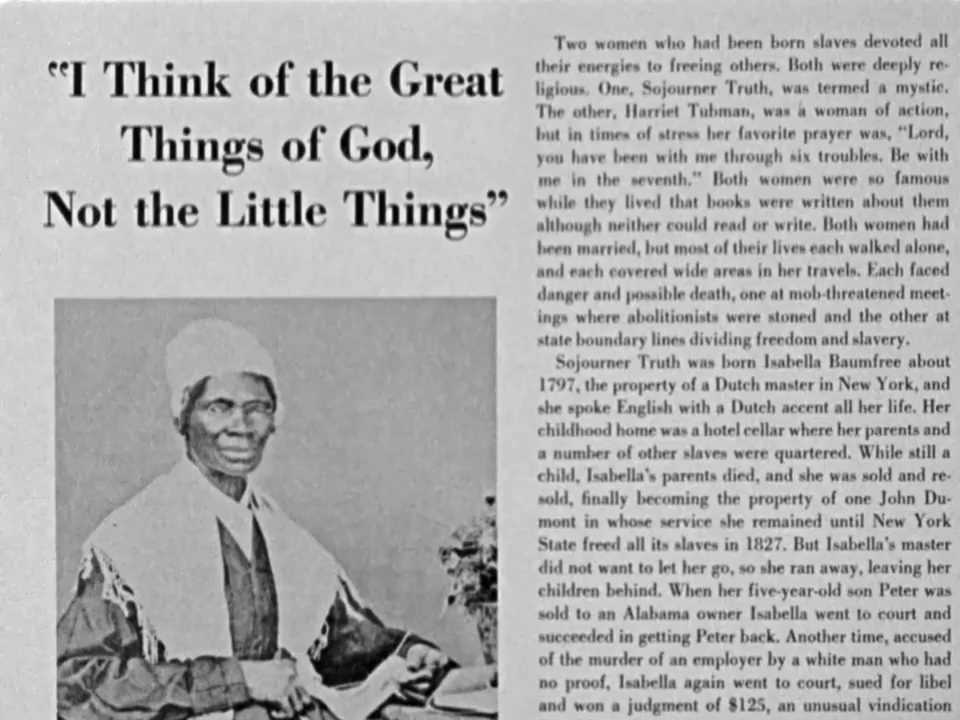 “I Think of the Great
Things of God,
Not the Little Things”
Two women who had been born slaves devoted all
their energies to freeing others. Both were deeply re-
ligious. One, Sojourner Truth, was termed a mystic.
The other, Harriet Tubman, was a woman of action,
but in times of stress her favorite prayer was, “Lord,
you have been with me through six troubles. Be with
me in the seventh.” Both women were so famous
while they lived that books were written about them
although neither could read or write. Both women had
been married, but most of their lives each walked alone,
and each covered wide areas in her travels. Each faced
danger and possible death, one at mob-threatened meet-
ings where abolitionists were stoned and the other at
state boundary lines dividing freedom and slavery.
Sojourner Truth was born Isabella Baumfree about
1797, the property of a Dutch master in New York, and
she spoke English with a Dutch accent all her life. Her
childhood home was a hotel cellar where her parents and
a number of other slaves were quartered. While still a
child, Isabella’s parents died, and she was sold and re-
sold, finally becoming the property of one John Du-
mont in whose service she remained until New York
State freed all its slaves in 1827. But Isabella’s master
did not want to let her go, so she ran away, leaving her
children behind. When her five-year-old son Peter was
sold to an Alabama owner Isabella went to court and
succeeded in getting Peter back. Another time, accused
of the murder of an employer by a white man who had
no proof, Isabella again went to court, sued for libel
and won a judgment of $125, an unusual vindication